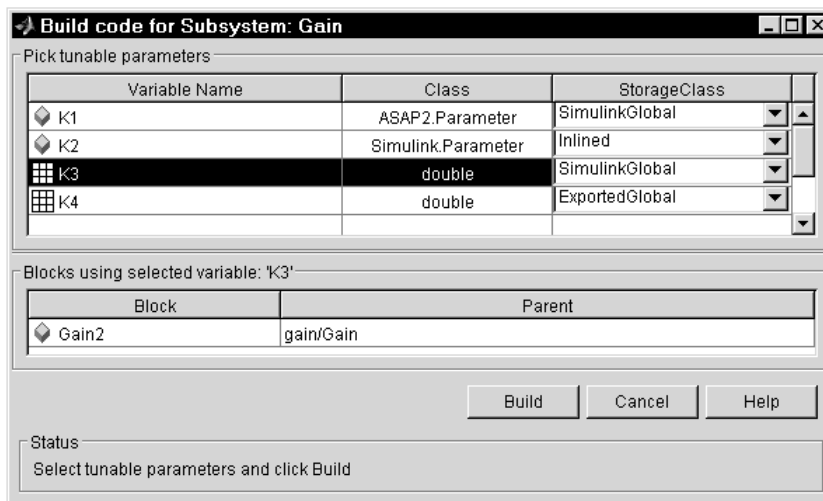 Build code for Subsystem: Gain
Pick tunable parameters
Variable Name Class StorageClass
K1 ASAP2.Parameter SimulinkGlobal
K2 Simulink.Parameter Inlined
K3 double SimulinkGlobal
K4 double ExportedGlobal
Blocks using selected variable: 'K3'
Block Parent
Gain2 gain/Gain
Build Cancel Help
Status
Select tunable parameters and click Build